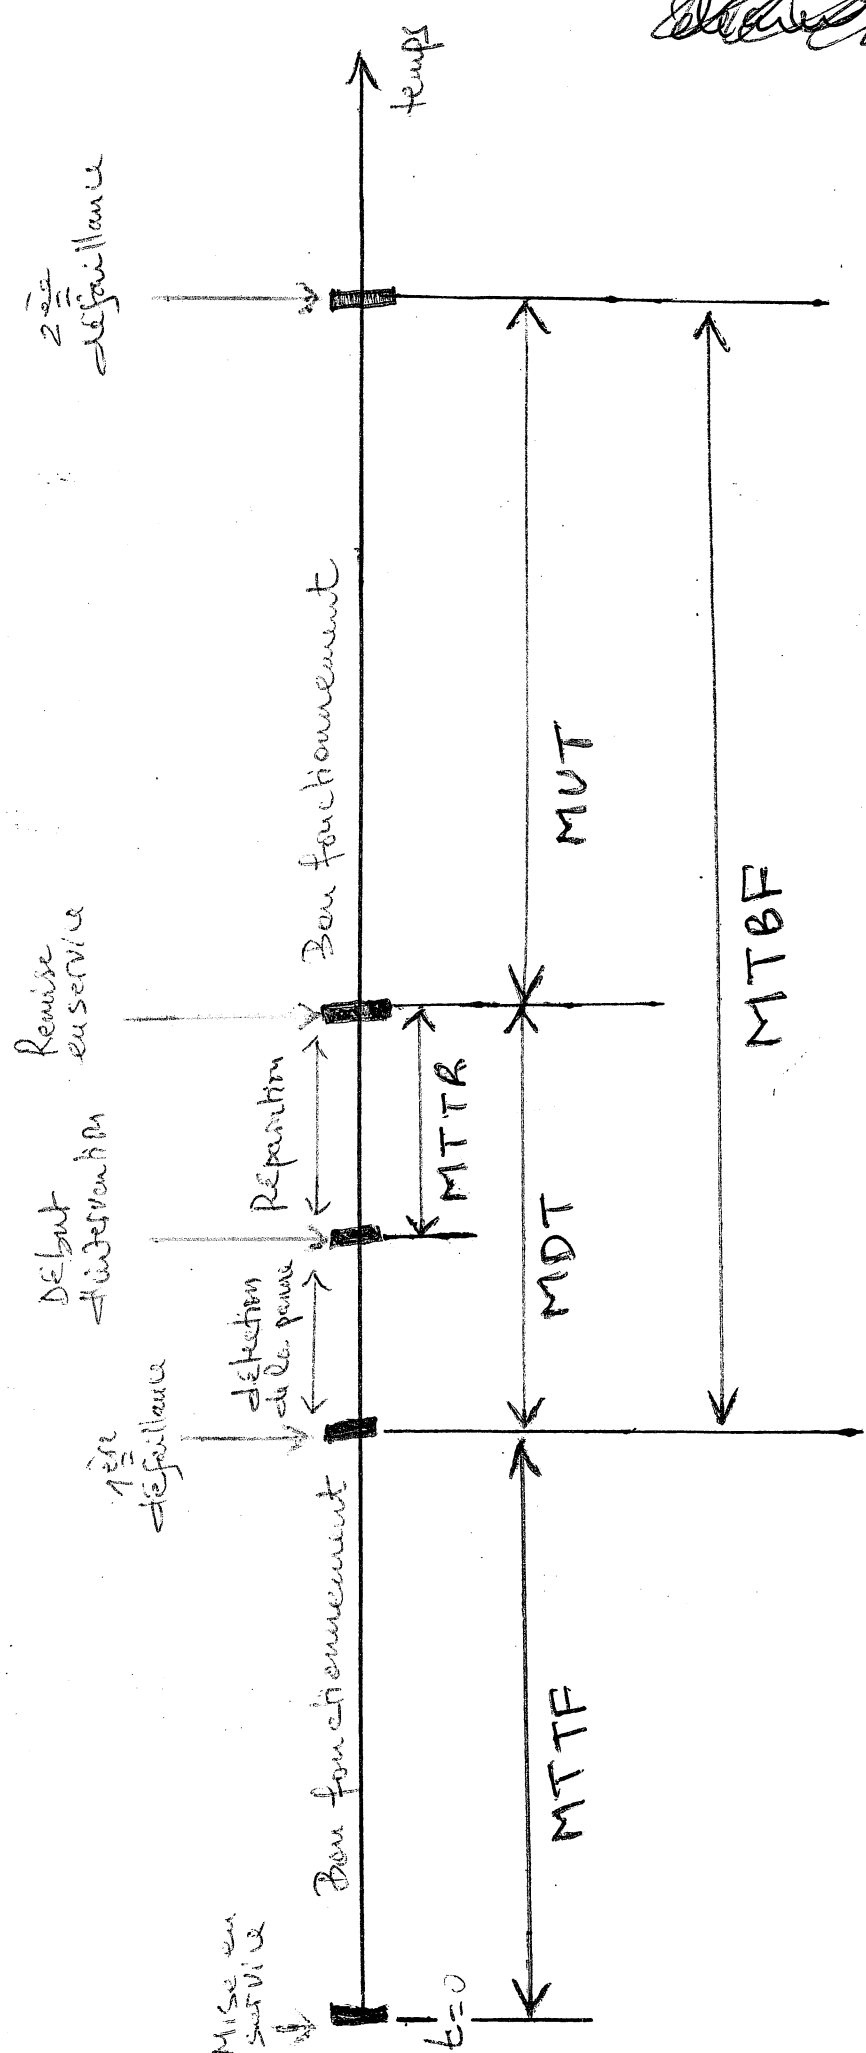 Mise en
service
t=0
Bon fonctionnement
MTTF
1ère
défaillance
détection
de la panne
Début
d'intervention
Réparation
MTTR
MDT
Remise
en service
Bon fonctionnement
MUT
MTBF
2è
défaillance
temps